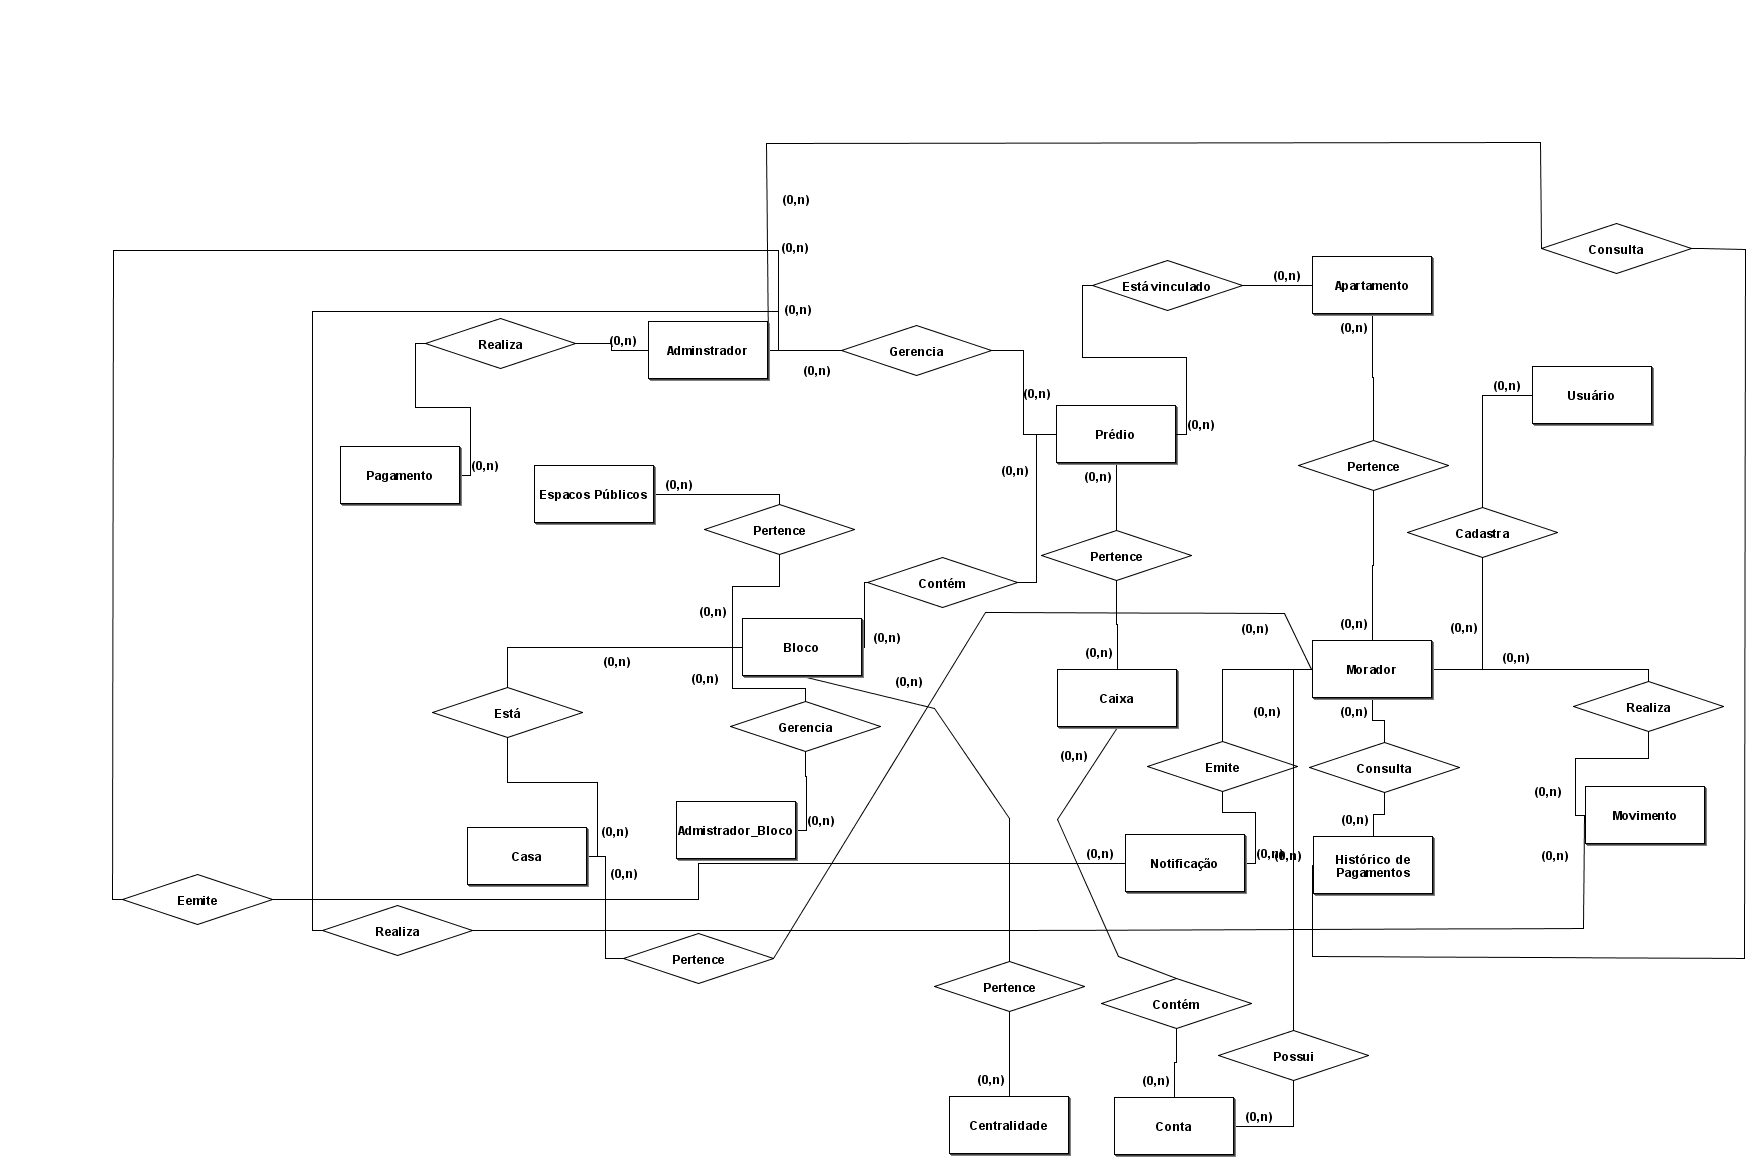 (0,n)
(0,n)
Consulta
(0,n)
Está vinculado
(0,n)
Apartamento
(0,n)
(0,n)
Realiza
(0,n)
Adminstrador
Gerencia
(0,n)
(0,n)
(0,n)
Usuário
(0,n)
Prédio
(0,n)
Pagamento
(0,n)
Pertence
(0,n)
(0,n)
Espacos Públicos
(0,n)
Pertence
Cadastra
Pertence
Contém
(0,n)
(0,n)
(0,n)
(0,n)
(0,n)
Bloco
(0,n)
(0,n)
(0,n)
Morador
(0,n)
(0,n)
(0,n)
Caixa
Está
Gerencia
(0,n)
(0,n)
Realiza
(0,n)
Emite
Consulta
(0,n)
Movimento
(0,n)
Admistrador_Bloco
(0,n)
(0,n)
Casa
(0,n)
Notificação
(0,n)
(0,n)
Histórico de
Pagamentos
(0,n)
(0,n)
Eemite
Realiza
Pertence
Pertence
Contém
Possui
(0,n)
(0,n)
(0,n)
Centralidade
Conta